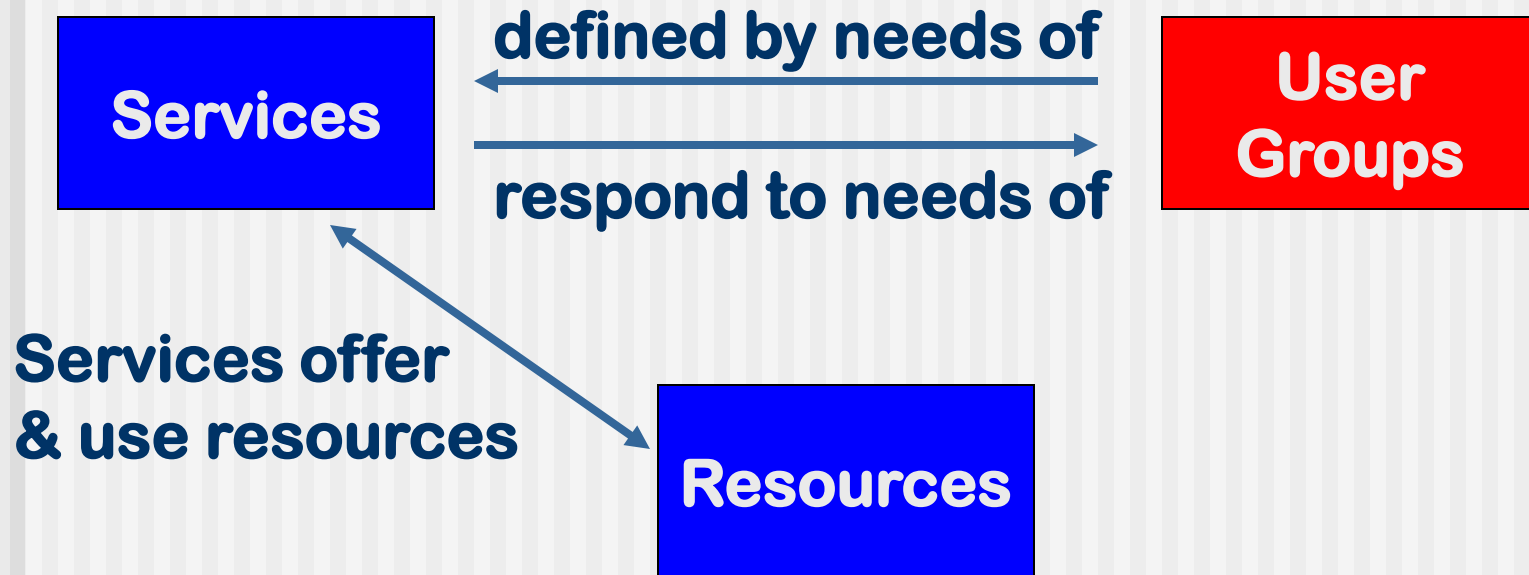 defined by needs of
Services
User
Groups
respond to needs of
Services offer
& use resources
Resources